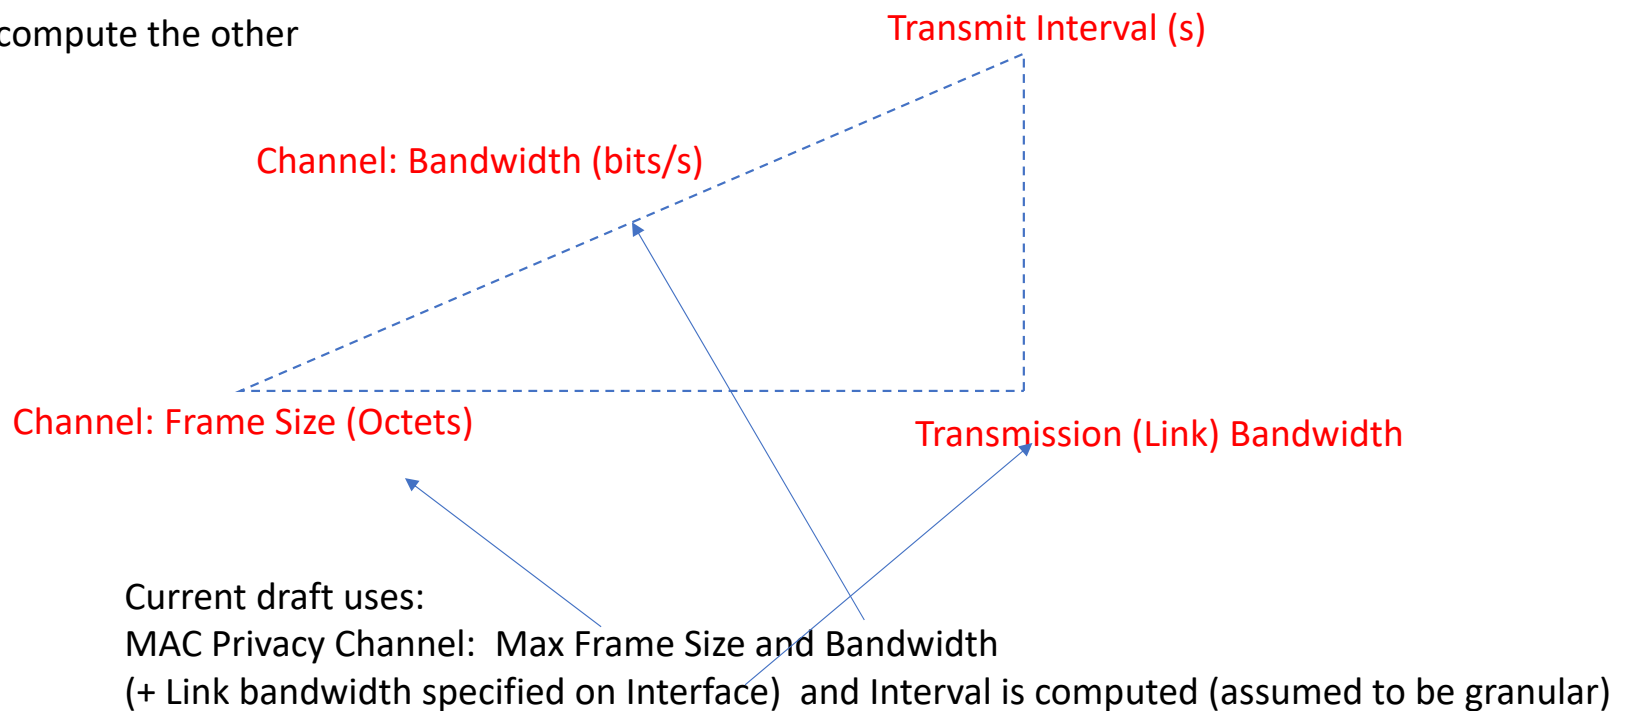 compute the other
Transmit Interval (s)
Channel: Bandwidth (bits/s)
Channel: Frame Size (Octets)
Transmission (Link) Bandwidth
Current draft uses:
MAC Privacy Channel: Max Frame Size and Bandwidth
(+ Link bandwidth specified on Interface) and Interval is computed (assumed to be granular)